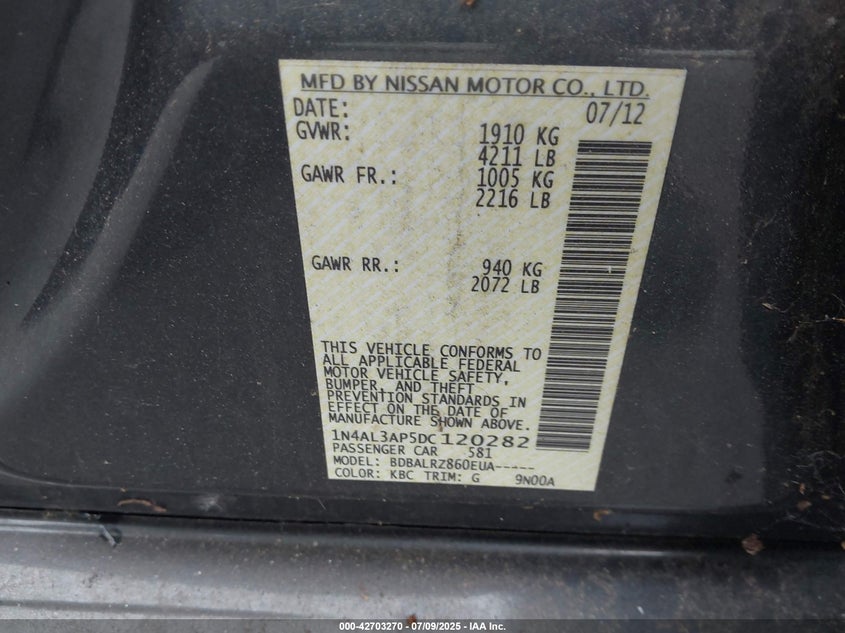 MFD BY NISSAN MOTOR CO., LTD.
DATE: 07/12
GVWR: 1910 KG
4211 LB
GAWR FR.: 1005 KG
2216 LB
GAWR RR.: 940 KG
2072 LB
THIS VEHICLE CONFORMS TO
ALL APPLICABLE FEDERAL
MOTOR VEHICLE SAFETY,
BUMPER, AND THEFT
PREVENTION STANDARDS IN
EFFECT ON THE DATE OF
MANUFACTURE SHOWN ABOVE.
1N4AL3AP5DC120282
PASSENGER CAR 581
MODEL: BDBALRZ860EUA-----
COLOR: KBC TRIM: G 9N00A
000-42703270 - 07/09/2025 - IAA Inc.